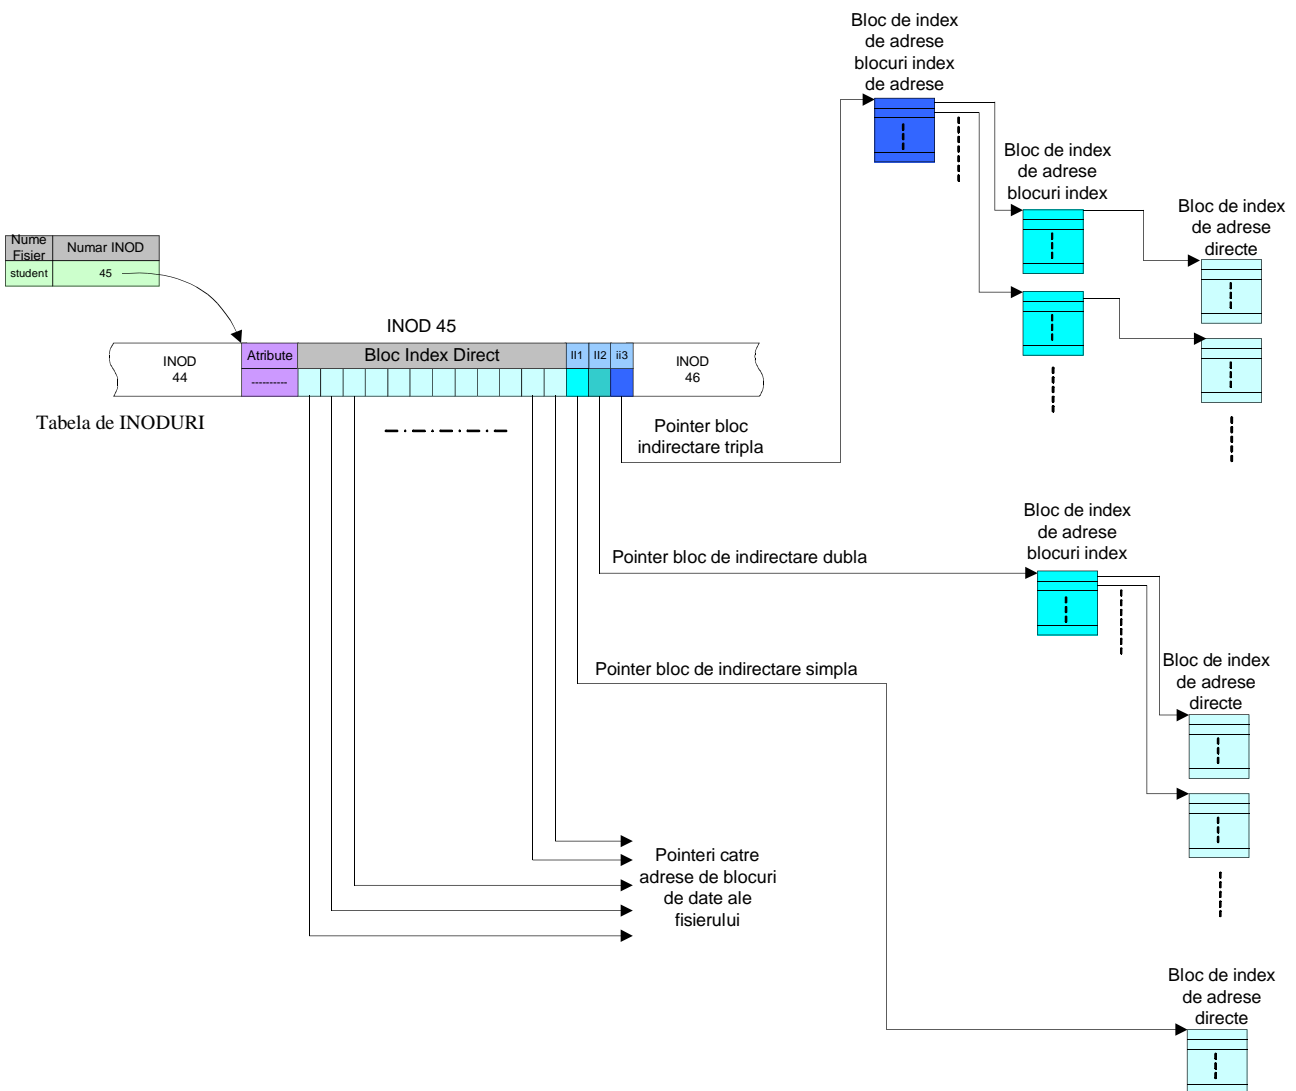 Bloc de index
de adrese
blocuri index
de adrese
Bloc de index
de adrese
blocuri index
Bloc de index
de adrese
directe
Nume
Fisier
Numar INOD
student
45
INOD 45
INOD
44
Atribute
Bloc Index Direct
II1
II2
ii3
INOD
46
----------
Tabela de INODURI
Pointer bloc
indirectare tripla
Bloc de index
de adrese
blocuri index
Pointer bloc de indirectare dubla
Pointer bloc de indirectare simpla
Bloc de index
de adrese
directe
Pointeri catre
adrese de blocuri
de date ale
fisierului
Bloc de index
de adrese
directe